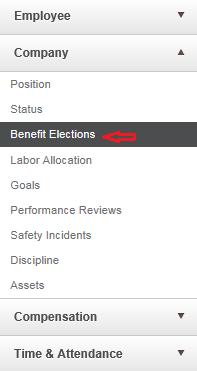 Employee
Company
Position
Status
Benefit Elections
Labor Allocation
Goals
Performance Reviews
Safety Incidents
Discipline
Assets
Compensation
Time & Attendance